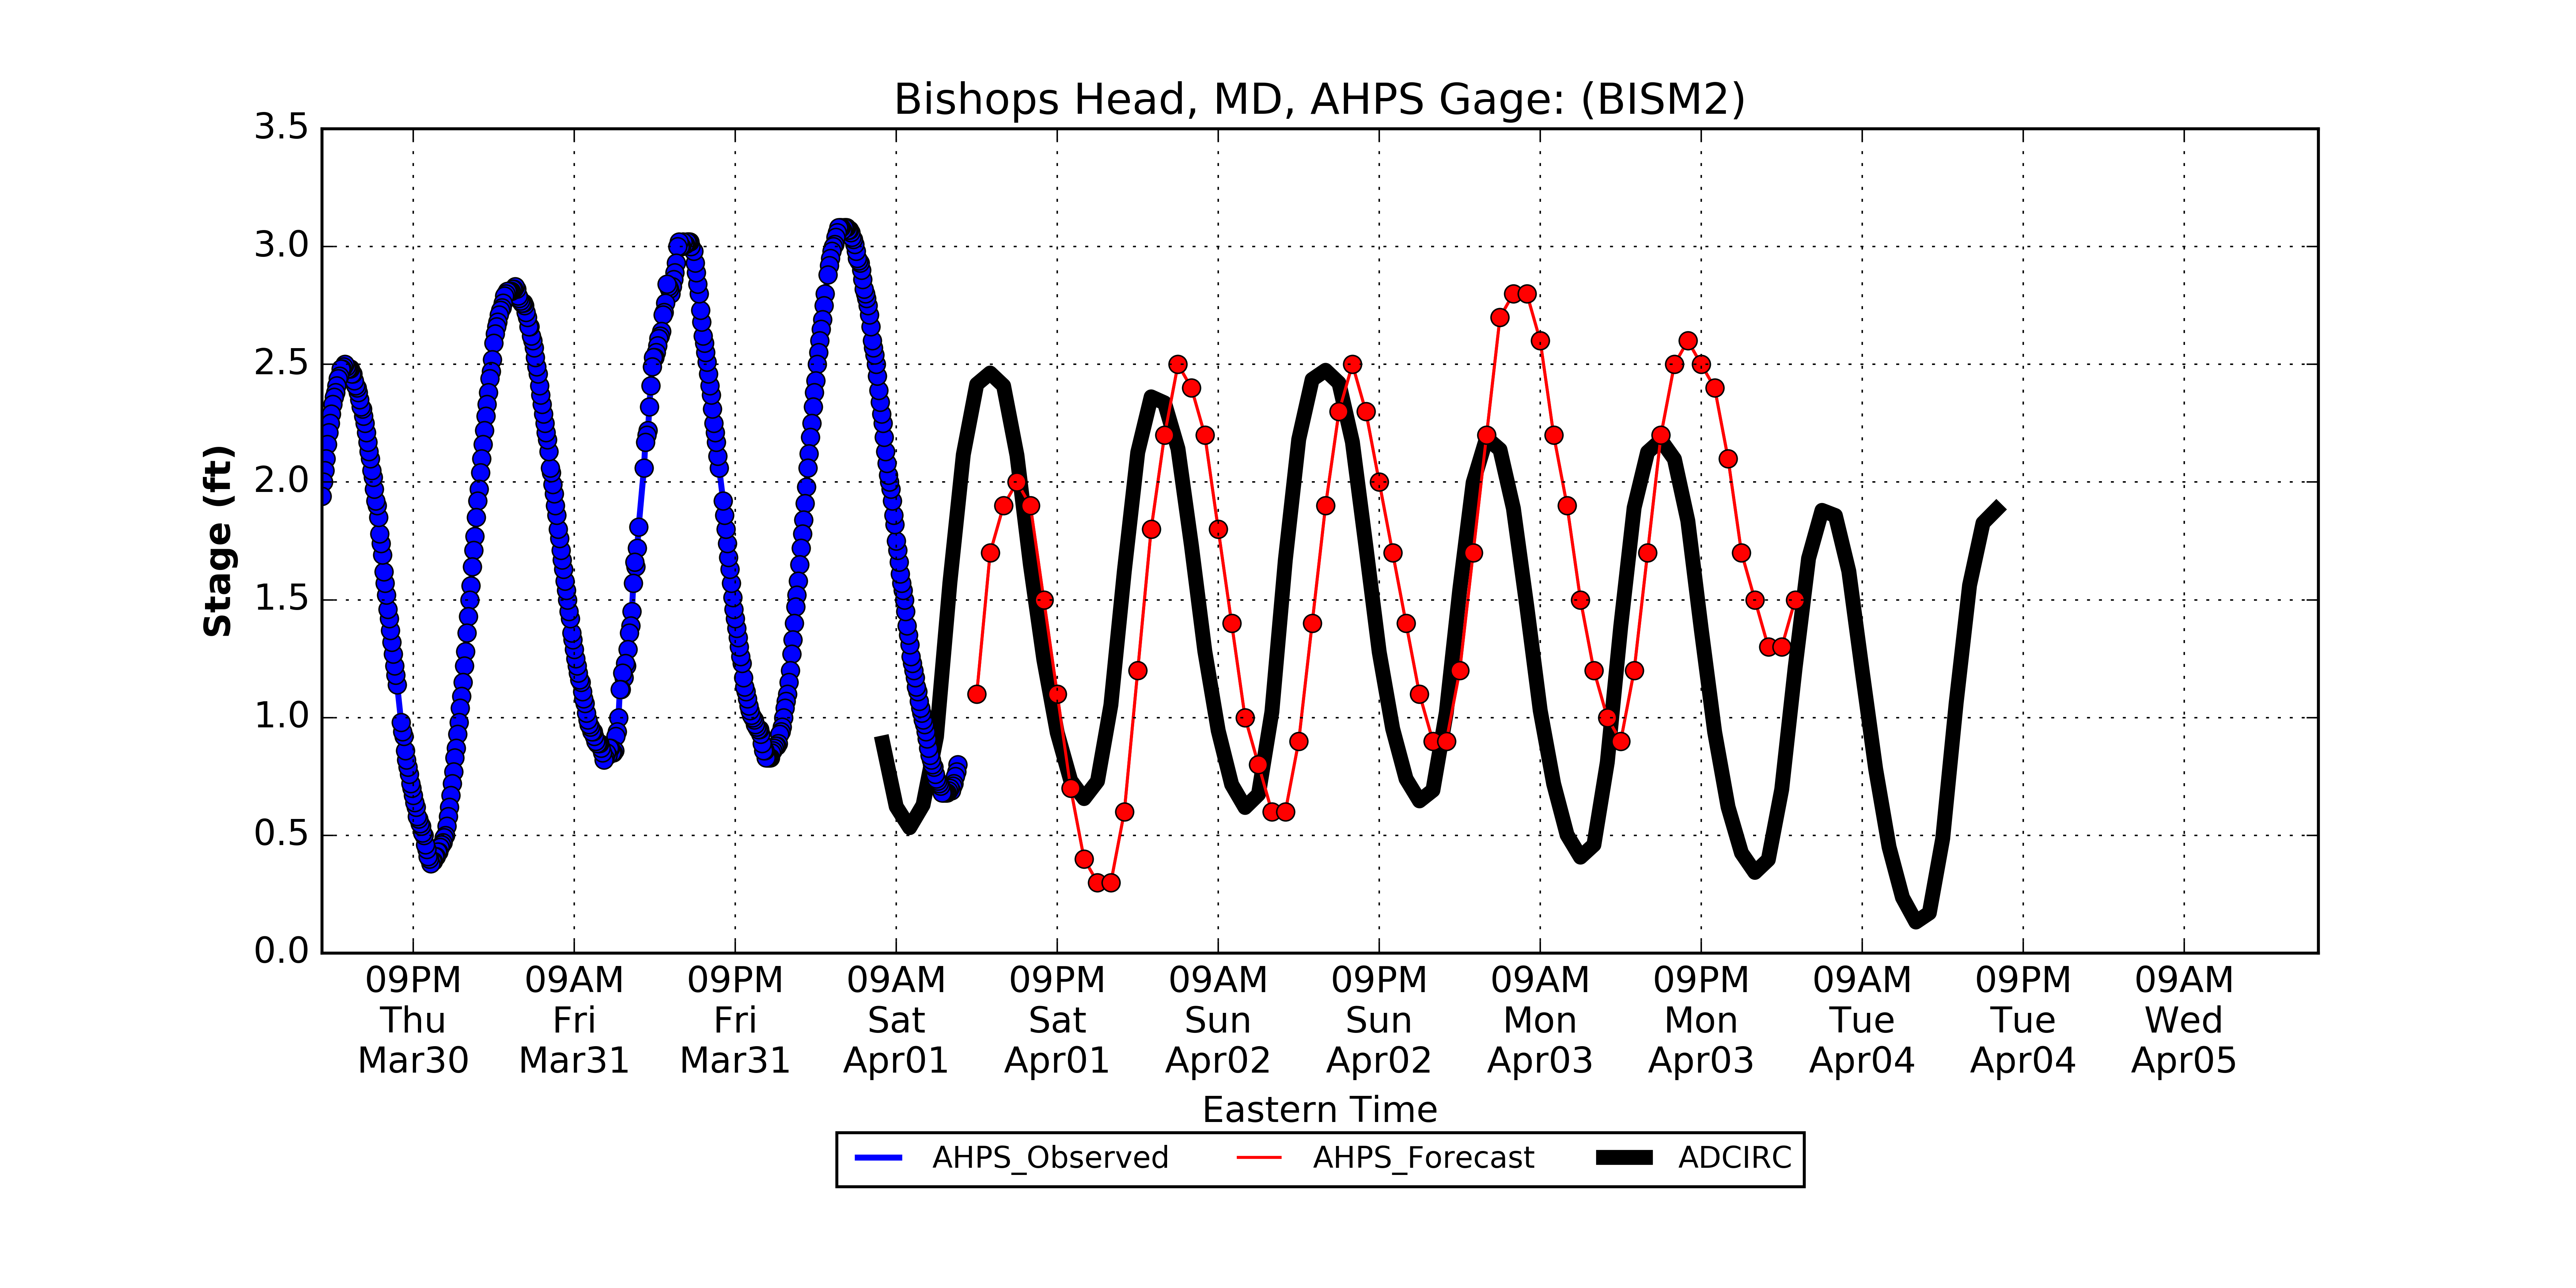 Bishops Head, MD, AHPS Gage: (BISM2)
Stage (ft)
3.5
3.0
2.5
2.0
1.5
1.0
0.5
0.0
09PM 09AM 09PM 09AM 09PM 09AM 09PM 09AM 09PM 09AM 09PM 09AM
Thu Fri Fri Sat Sat Sun Sun Mon Mon Tue Tue Wed
Mar30 Mar31 Mar31 Apr01 Apr01 Apr02 Apr02 Apr03 Apr03 Apr04 Apr04 Apr05
Eastern Time
AHPS_Observed AHPS_Forecast ADCIRC